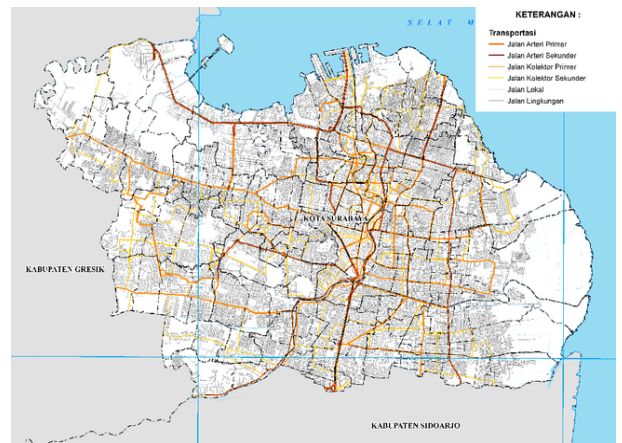 SELAT M
KETERANGAN :
Transportasi
Jalan Arteri Primer
Jalan Arteri Sekunder
Jalan Kolektor Primer
Jalan Kolektor Sekunder
Jalan Lokal
Jalan Lingkungan
KOTA SURABAYA
KABUPATEN GRESIK
KABUPATEN SIDOARJO